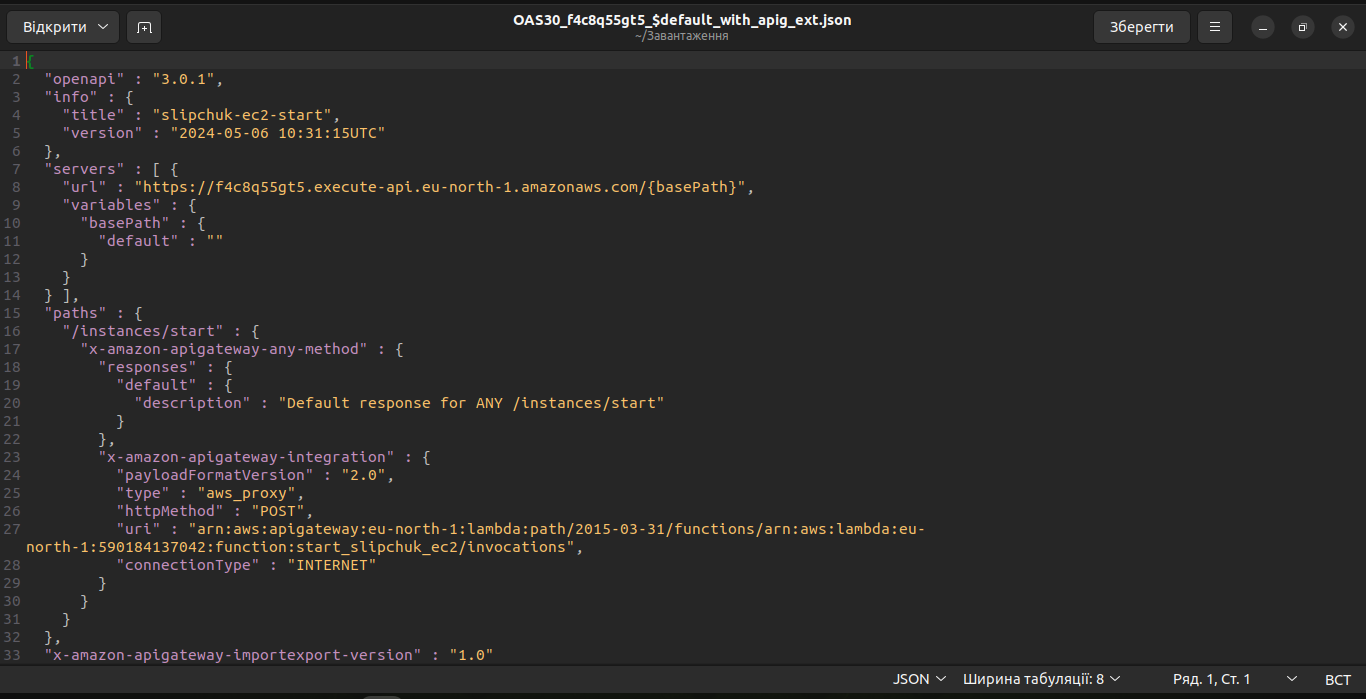 Відкрити
OAS30_f4c8q55gt5_$default_with_apig_ext.json
~/Завантаження
Зберегти
1 {
2   "openapi" : "3.0.1",
3   "info" : {
4     "title" : "slipchuk-ec2-start",
5     "version" : "2024-05-06 10:31:15UTC"
6   },
7   "servers" : [ {
8     "url" : "https://f4c8q55gt5.execute-api.eu-north-1.amazonaws.com/{basePath}",
9     "variables" : {
10       "basePath" : {
11         "default" : ""
12       }
13     }
14   } ],
15   "paths" : {
16     "/instances/start" : {
17       "x-amazon-apigateway-any-method" : {
18         "responses" : {
19           "default" : {
20             "description" : "Default response for ANY /instances/start"
21           }
22         },
23         "x-amazon-apigateway-integration" : {
24           "payloadFormatVersion" : "2.0",
25           "type" : "aws_proxy",
26           "httpMethod" : "POST",
27           "uri" : "arn:aws:apigateway:eu-north-1:lambda:path/2015-03-31/functions/arn:aws:lambda:eu-
north-1:590184137042:function:start_slipchuk_ec2/invocations",
28           "connectionType" : "INTERNET"
29         }
30       }
31     }
32   },
33   "x-amazon-apigateway-importexport-version" : "1.0"
JSON
Ширина табуляції: 8
Ряд. 1, Ст. 1
ВСТ